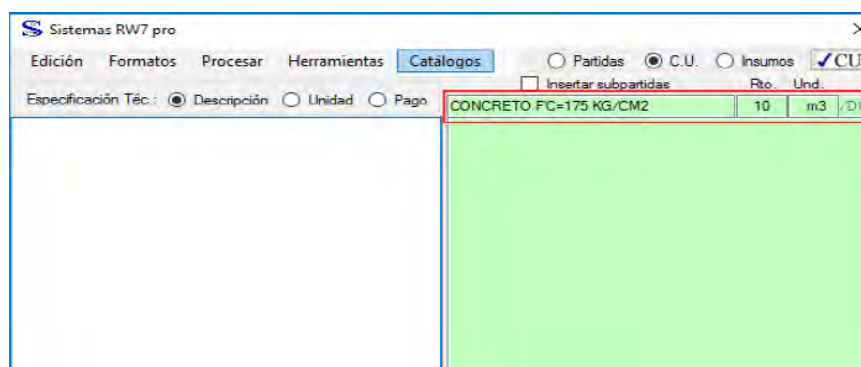 Sistemas RW7 pro
Edición Formatos Procesar Herramientas Catálogos Partidas C.U. Insumos ✓CU
Insertar subpartidas Rto. Und.
Especificación Téc.: Descripción Unidad Pago
CONCRETO F'C=175 KG/CM2 10 m3